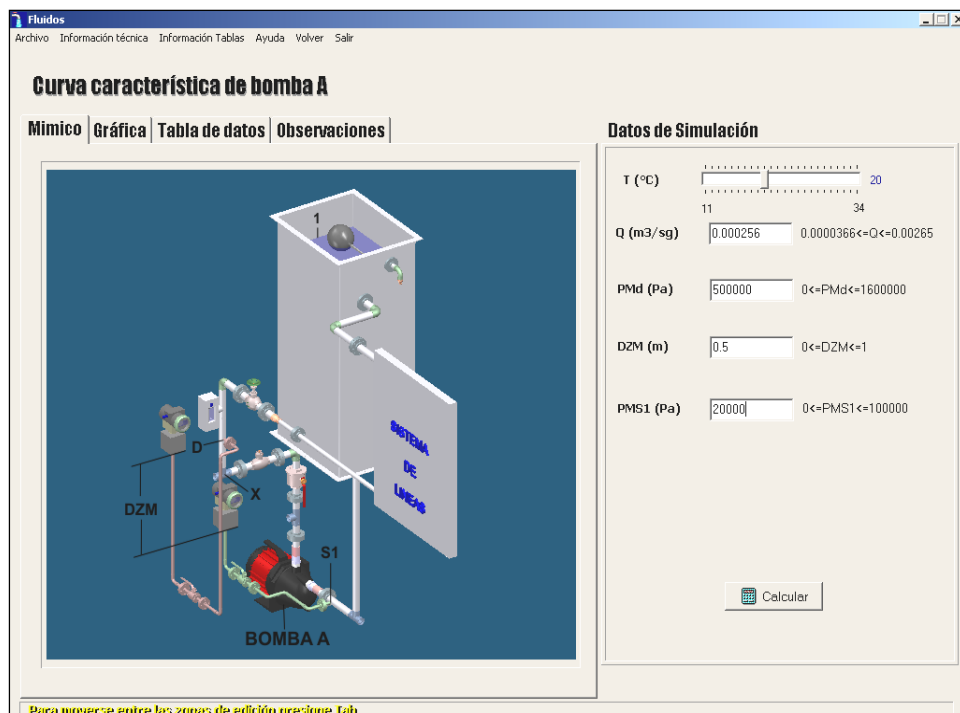 Fluidos
Archivo Información técnica Información Tablas Ayuda Volver Salir
Curva característica de bomba A
Mimico Gráfica Tabla de datos Observaciones
Datos de Simulación
T (ºC) 20
11 34
Q (m3/sg) 0.000256 0.0000366<=Q<=0.00265
PMd (Pa) 500000 0<=PMd<=1600000
DZM (m) 0.5 0<=DZM<=1
PMS1 (Pa) 20000 0<=PMS1<=100000
Calcular
1
D
X
DZM
S1
BOMBA A
SISTEMA
DE
LINEAS
Para moverse entre las zonas de edición presione Tab